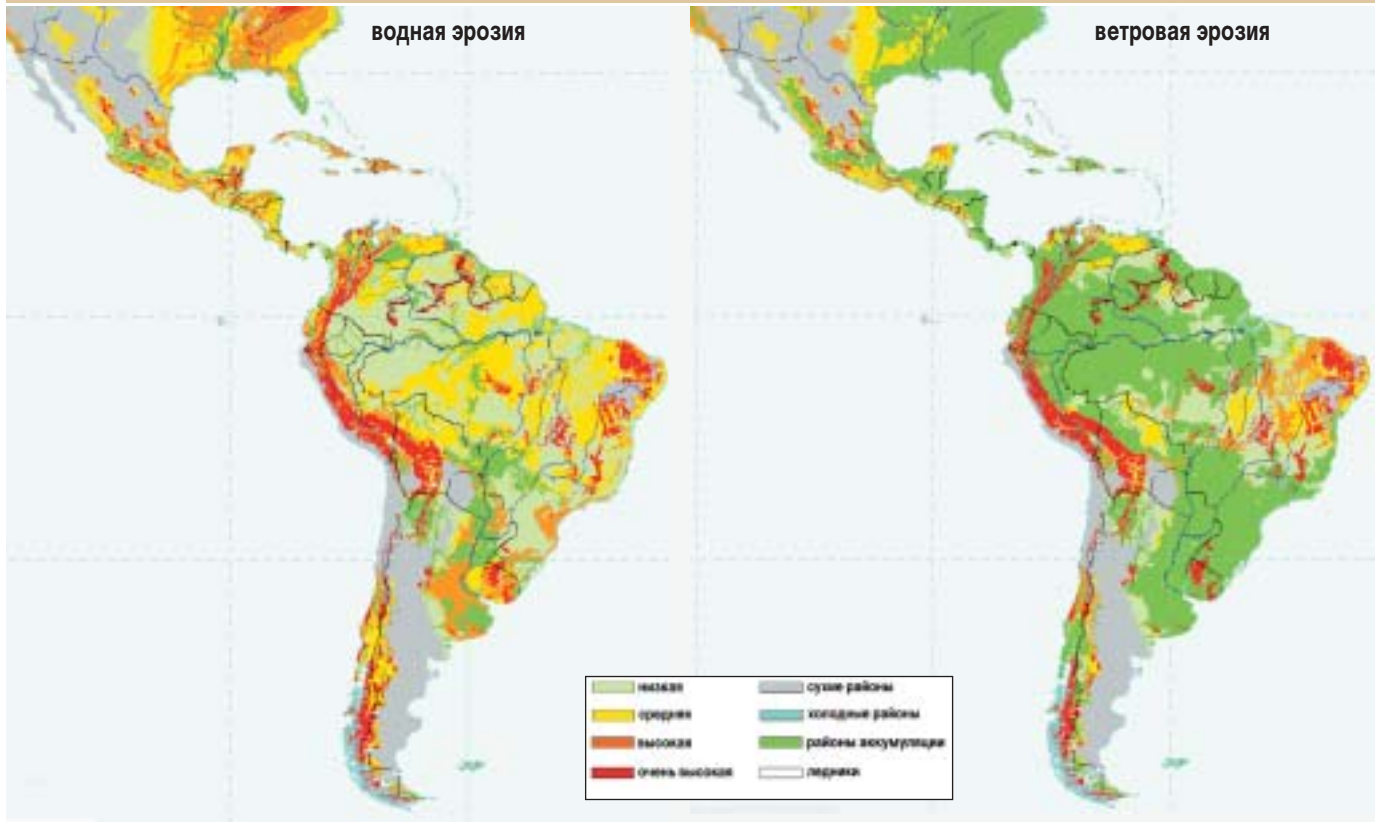 водная эрозия
ветровая эрозия
низкая
средняя
высокая
очень высокая
сухие районы
холодные районы
районы аккумуляции
ледники